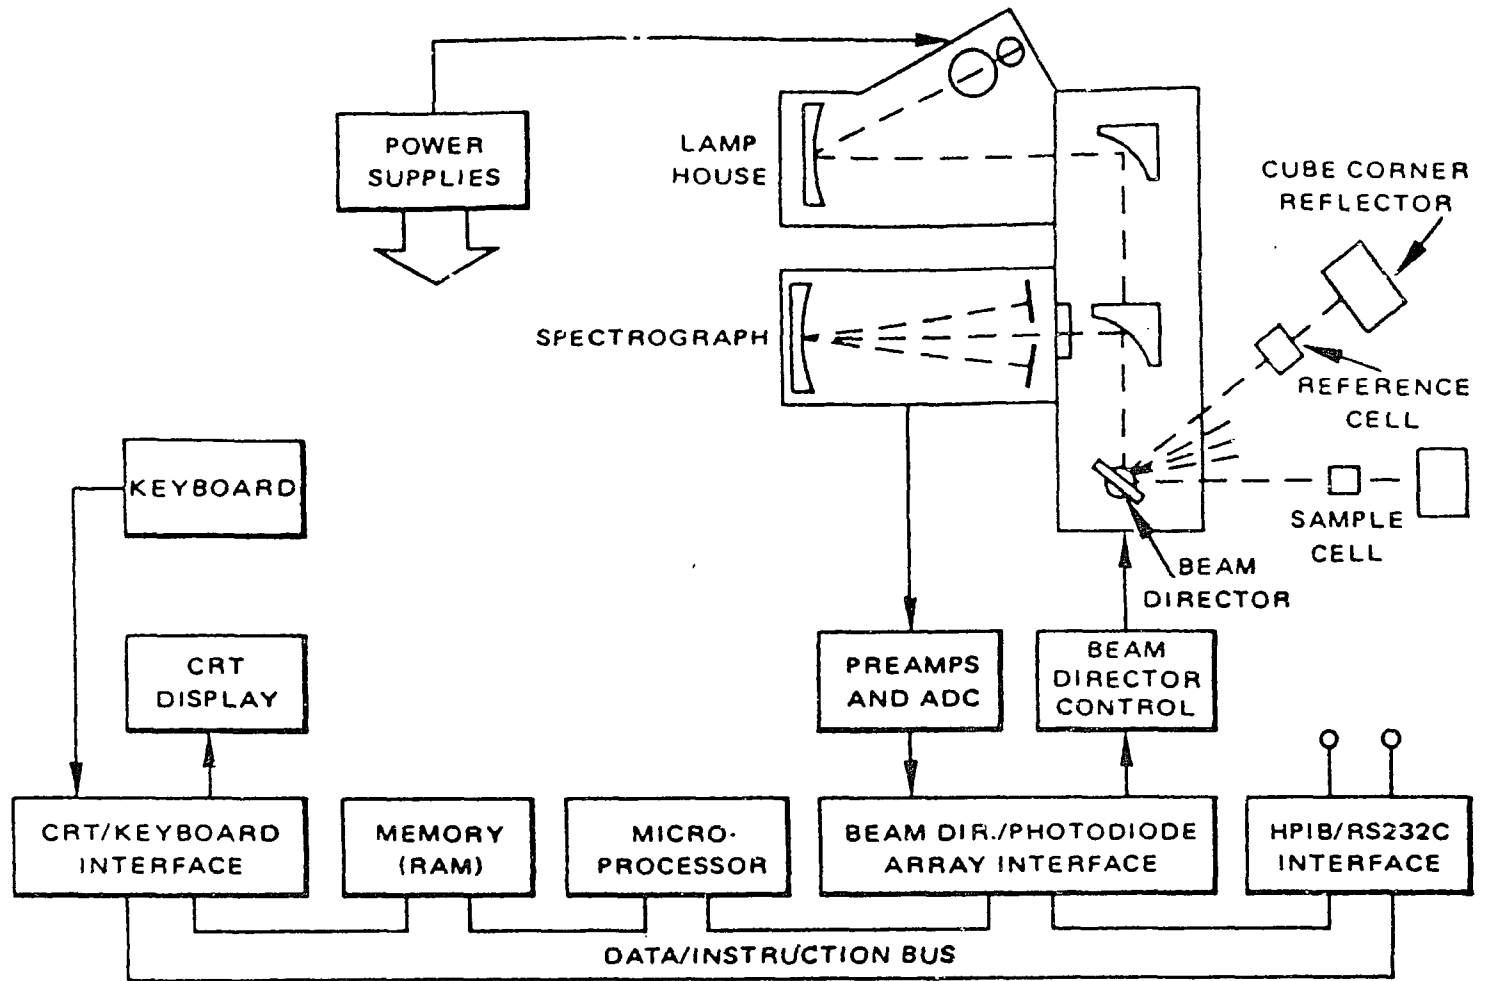 POWER
SUPPLIES
LAMP
HOUSE
CUBE CORNER
REFLECTOR
SPECTROGRAPH
REFERENCE
CELL
KEYBOARD
SAMPLE
CELL
BEAM
DIRECTOR
CRT
DISPLAY
PREAMPS
AND ADC
BEAM
DIRECTOR
CONTROL
CRT/KEYBOARD
INTERFACE
MEMORY
(RAM)
MICRO-
PROCESSOR
BEAM DIR./PHOTODIODE
ARRAY INTERFACE
HPIB/RS232C
INTERFACE
DATA/INSTRUCTION BUS